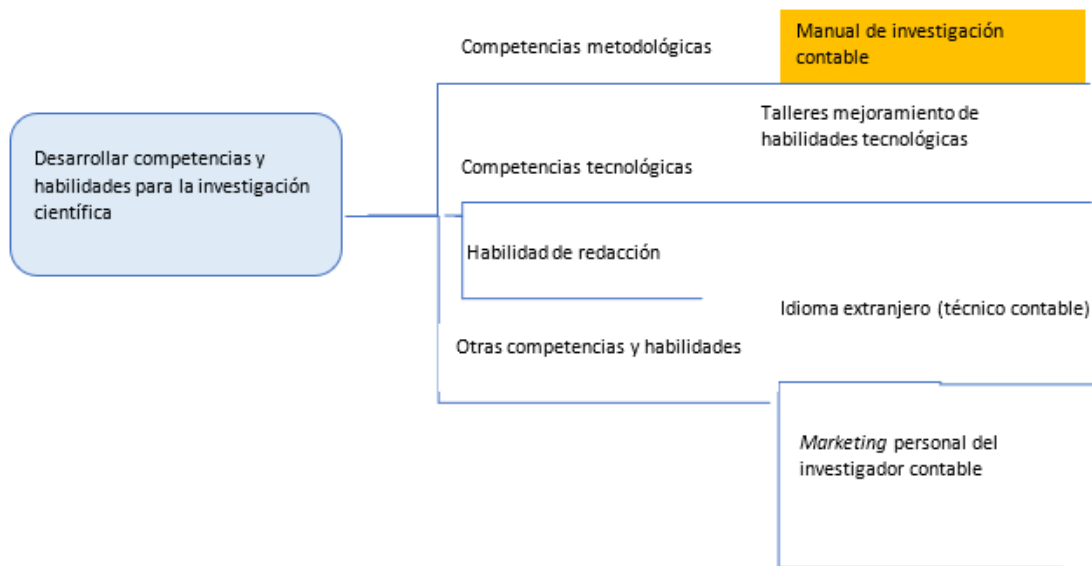 Competencias metodológicas
Manual de investigación
contable
Talleres mejoramiento de
habilidades tecnológicas
Desarrollar competencias y
habilidades para la investigación
científica
Competencias tecnológicas
Habilidad de redacción
Idioma extranjero (técnico contable)
Otras competencias y habilidades
Marketing personal del
investigador contable